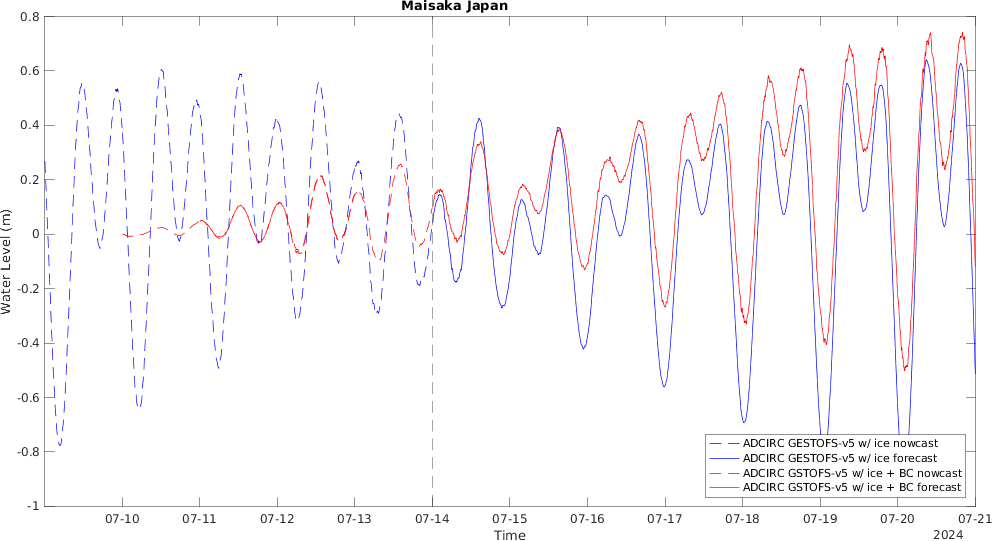 Maisaka Japan
0.8
0.6
0.4
0.2
0
-0.2
-0.4
-0.6
-0.8
-1
Water Level (m)
ADCIRC GESTOFS-v5 w/ ice nowcast
ADCIRC GESTOFS-v5 w/ ice forecast
ADCIRC GSTOFS-v5 w/ ice + BC nowcast
ADCIRC GSTOFS-v5 w/ ice + BC forecast
07-10 07-11 07-12 07-13 07-14 07-15 07-16 07-17 07-18 07-19 07-20 07-21
Time
2024